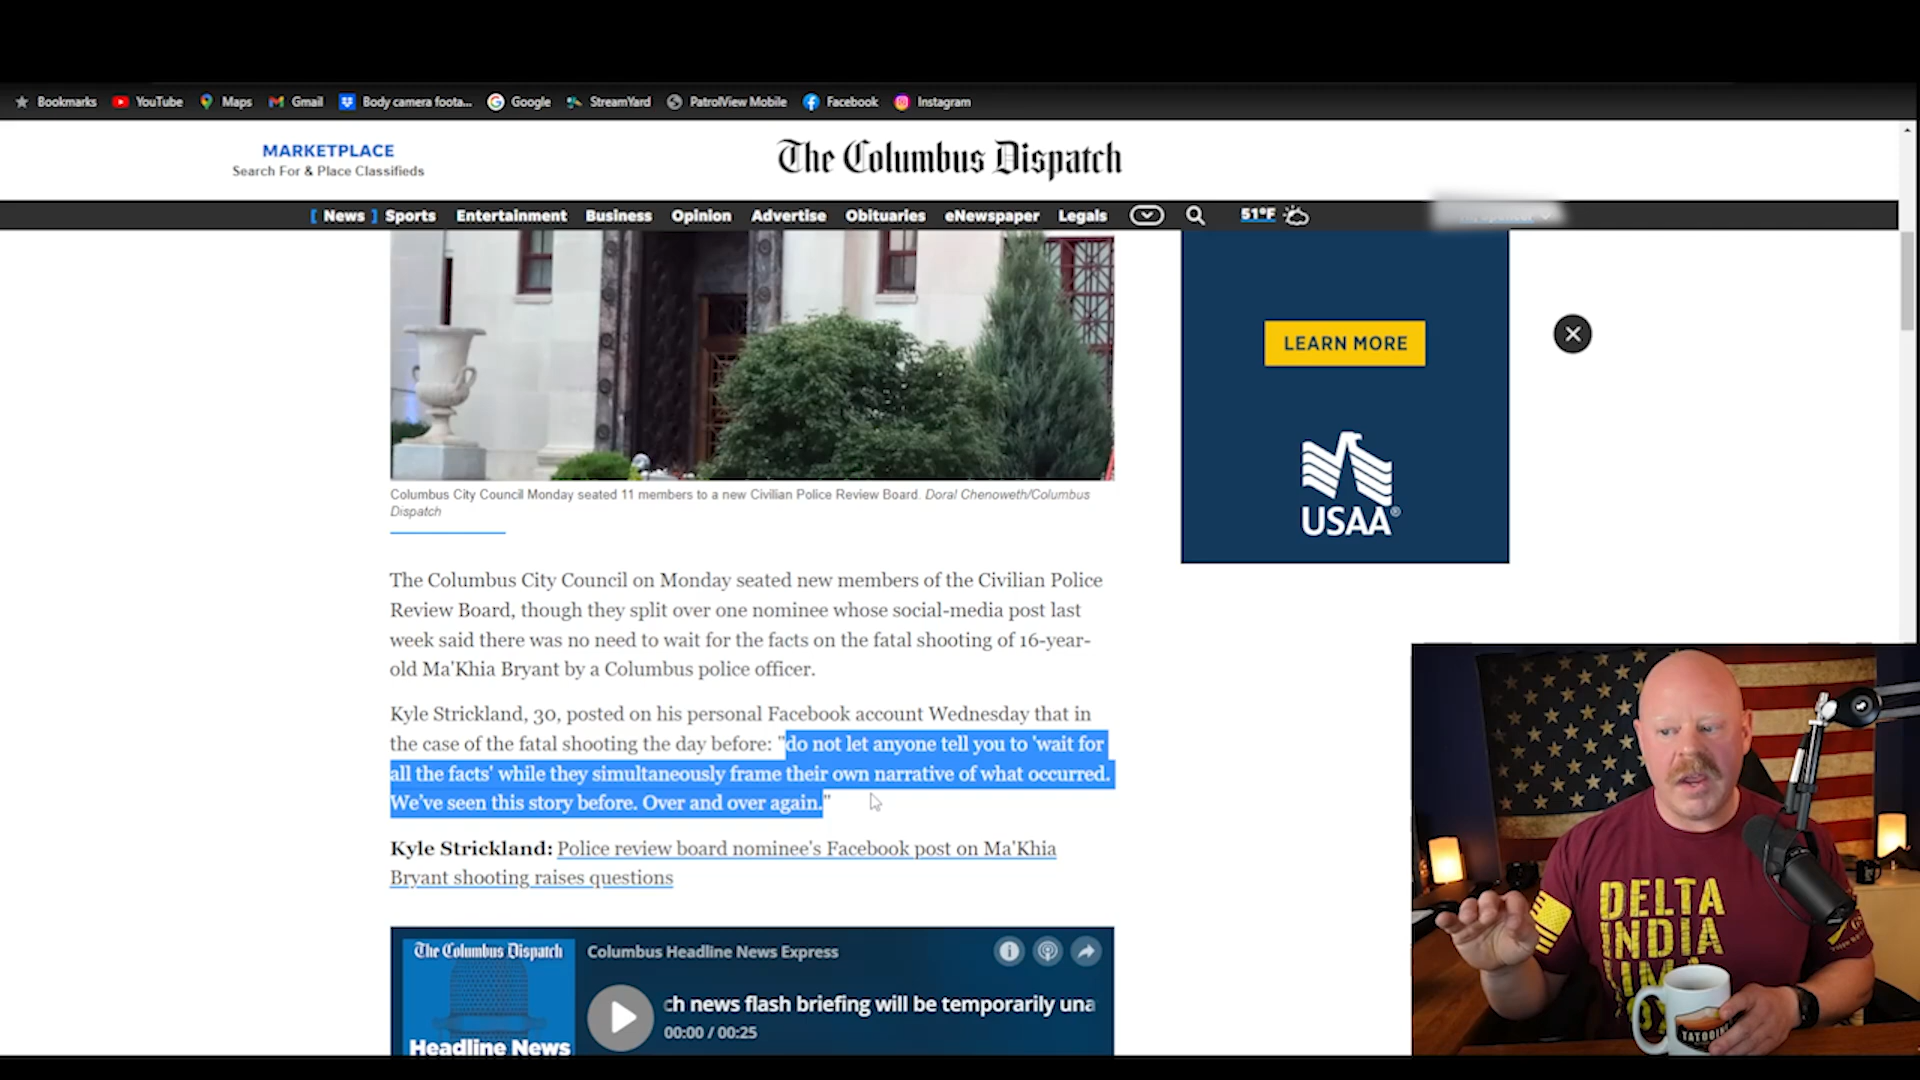 Bookmarks YouTube Maps Gmail Body camera foota... Google StreamYard PatrolView Mobile Facebook Instagram
MARKETPLACE
Search For & Place Classifieds
The Columbus Dispatch
[ News ] Sports Entertainment Business Opinion Advertise Obituaries eNewspaper Legals 51°F
LEARN MORE
USAA®
Columbus City Council Monday seated 11 members to a new Civilian Police Review Board. Doral Chenoweth/Columbus
Dispatch
The Columbus City Council on Monday seated new members of the Civilian Police
Review Board, though they split over one nominee whose social-media post last
week said there was no need to wait for the facts on the fatal shooting of 16-year-
old Ma'Khia Bryant by a Columbus police officer.
Kyle Strickland, 30, posted on his personal Facebook account Wednesday that in
the case of the fatal shooting the day before: "do not let anyone tell you to 'wait for
all the facts' while they simultaneously frame their own narrative of what occurred.
We've seen this story before. Over and over again."
Kyle Strickland: Police review board nominee's Facebook post on Ma'Khia
Bryant shooting raises questions
The Columbus Dispatch
Headline News
Columbus Headline News Express
ch news flash briefing will be temporarily una
00:00 / 00:25
DELTA
INDIA